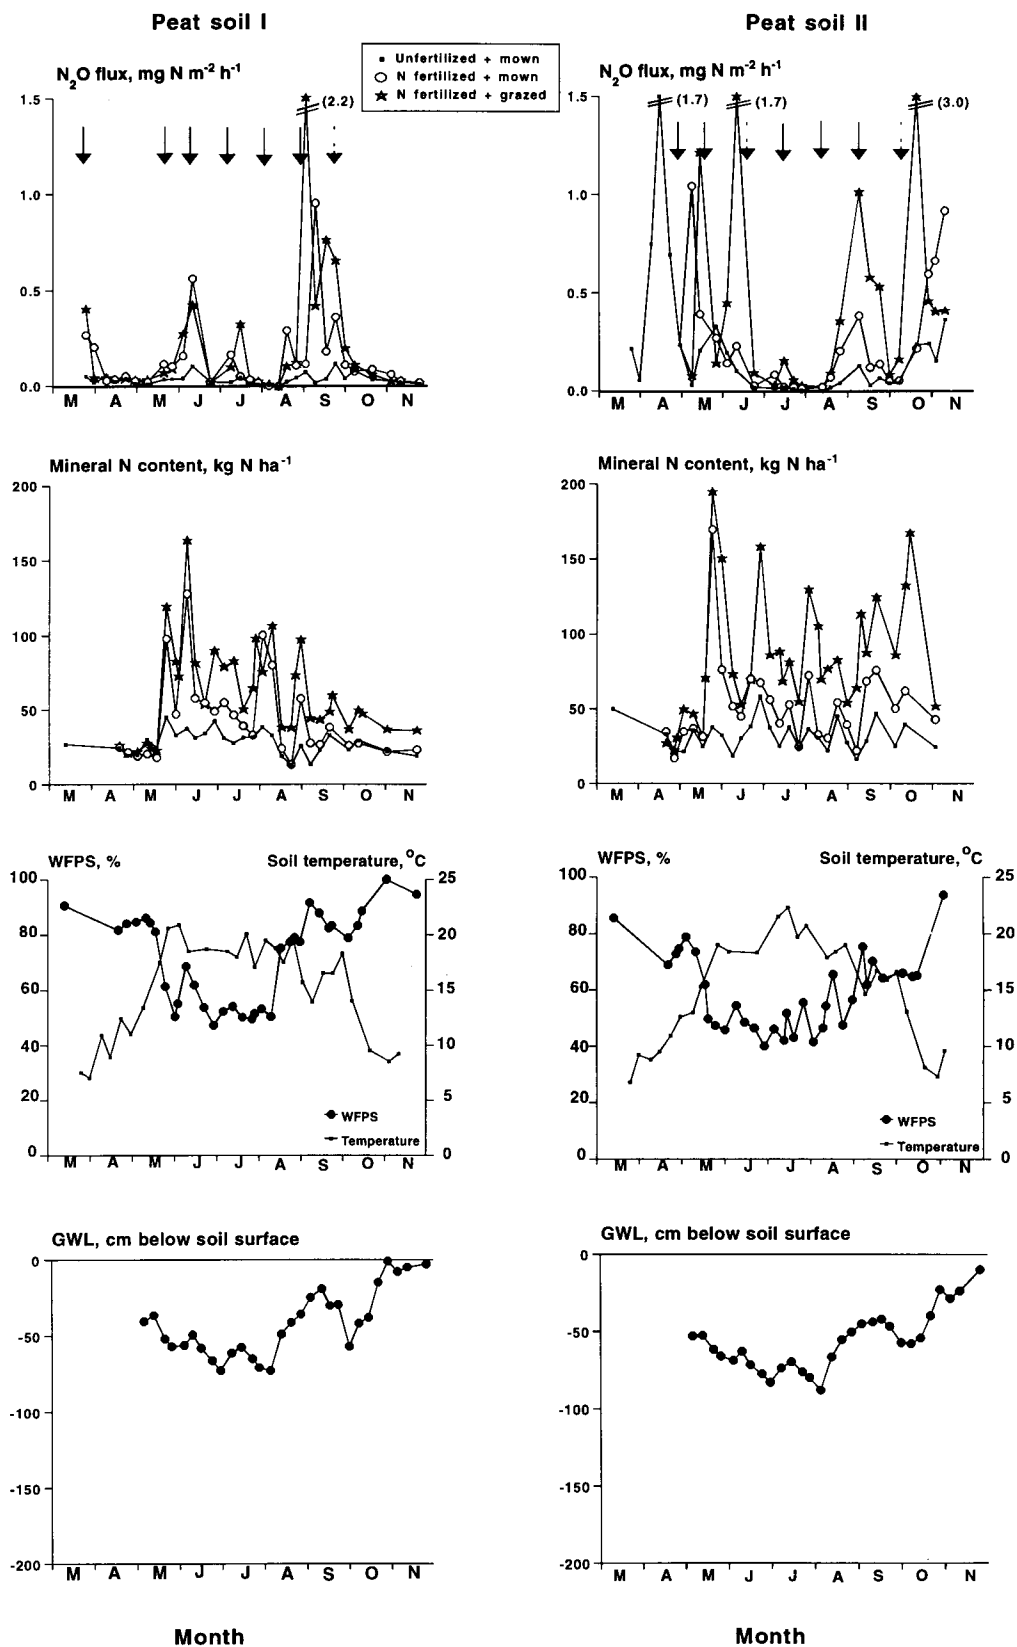 Peat soil I
Peat soil II
Unfertilized + mown
N fertilized + mown
N fertilized + grazed
N₂O flux, mg N m⁻² h⁻¹
1.5
1.0
0.5
0.0
(2.2)
M A M J J A S O N
N₂O flux, mg N m⁻² h⁻¹
1.5
1.0
0.5
0.0
(1.7)
(1.7)
(3.0)
M A M J J A S O N
Mineral N content, kg N ha⁻¹
200
150
100
50
0
M A M J J A S O N
Mineral N content, kg N ha⁻¹
200
150
100
50
0
M A M J J A S O N
WFPS, %
Soil temperature, °C
100
80
60
40
20
0
25
20
15
10
5
0
WFPS
Temperature
M A M J J A S O N
WFPS, %
Soil temperature, °C
100
80
60
40
20
0
25
20
15
10
5
0
WFPS
Temperature
M A M J J A S O N
GWL, cm below soil surface
0
-50
-100
-150
-200
M A M J J A S O N
Month
GWL, cm below soil surface
0
-50
-100
-150
-200
M A M J J A S O N
Month